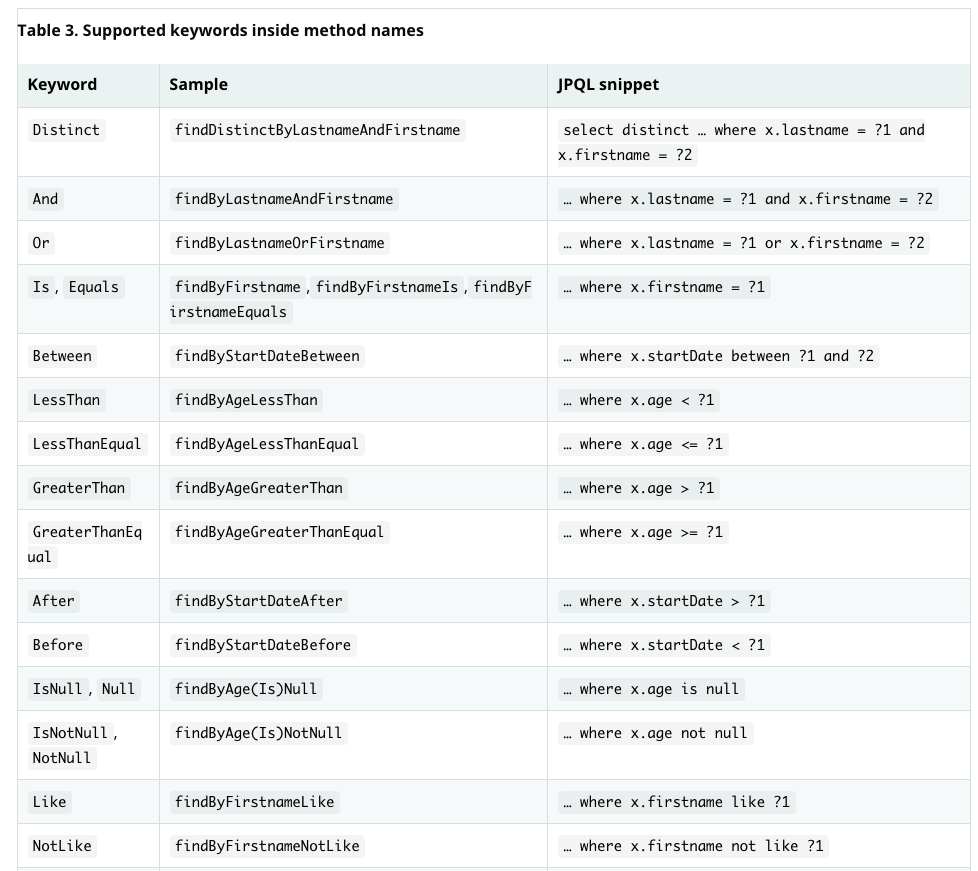 Table 3. Supported keywords inside method names
Keyword Sample JPQL snippet
Distinct findDistinctByLastnameAndFirstname select distinct … where x.lastname = ?1 and
x.firstname = ?2
And findByLastnameAndFirstname … where x.lastname = ?1 and x.firstname = ?2
Or findByLastnameOrFirstname … where x.lastname = ?1 or x.firstname = ?2
Is, Equals findByFirstname, findByFirstnameIs, findByF … where x.firstname = ?1
irstnameEquals
Between findByStartDateBetween … where x.startDate between ?1 and ?2
LessThan findByAgeLessThan … where x.age < ?1
LessThanEqual findByAgeLessThanEqual … where x.age <= ?1
GreaterThan findByAgeGreaterThan … where x.age > ?1
GreaterThanEq findByAgeGreaterThanEqual … where x.age >= ?1
ual
After findByStartDateAfter … where x.startDate > ?1
Before findByStartDateBefore … where x.startDate < ?1
IsNull, Null findByAge(Is)Null … where x.age is null
IsNotNull, findByAge(Is)NotNull … where x.age not null
NotNull
Like findByFirstnameLike … where x.firstname like ?1
NotLike findByFirstnameNotLike … where x.firstname not like ?1